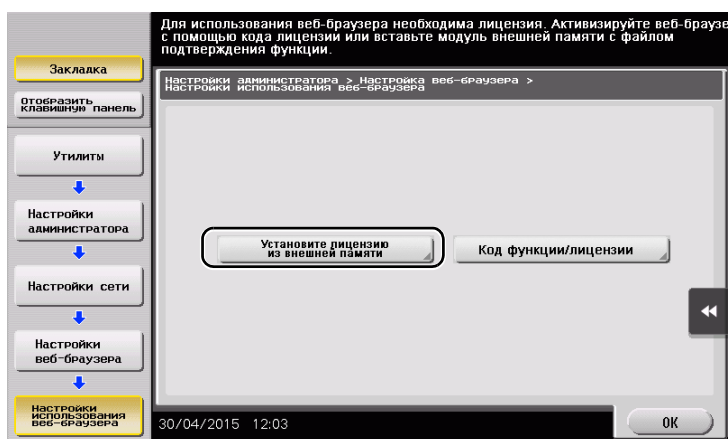 Для использования веб-браузера необходима лицензия. Активизируйте веб-браузе
с помощью кода лицензии или вставьте модуль внешней памяти с файлом
подтверждения функции.
Закладка
Отобразить
клавишную панель
Настройки администратора > Настройка веб-браузера >
Настройки использования веб-браузера
Утилиты
Настройки
администратора
Настройки сети
Настройки
веб-браузера
Настройки
использования
веб-браузера
Установите лицензию
из внешней памяти
Код функции/лицензии
30/04/2015 12:03
OK